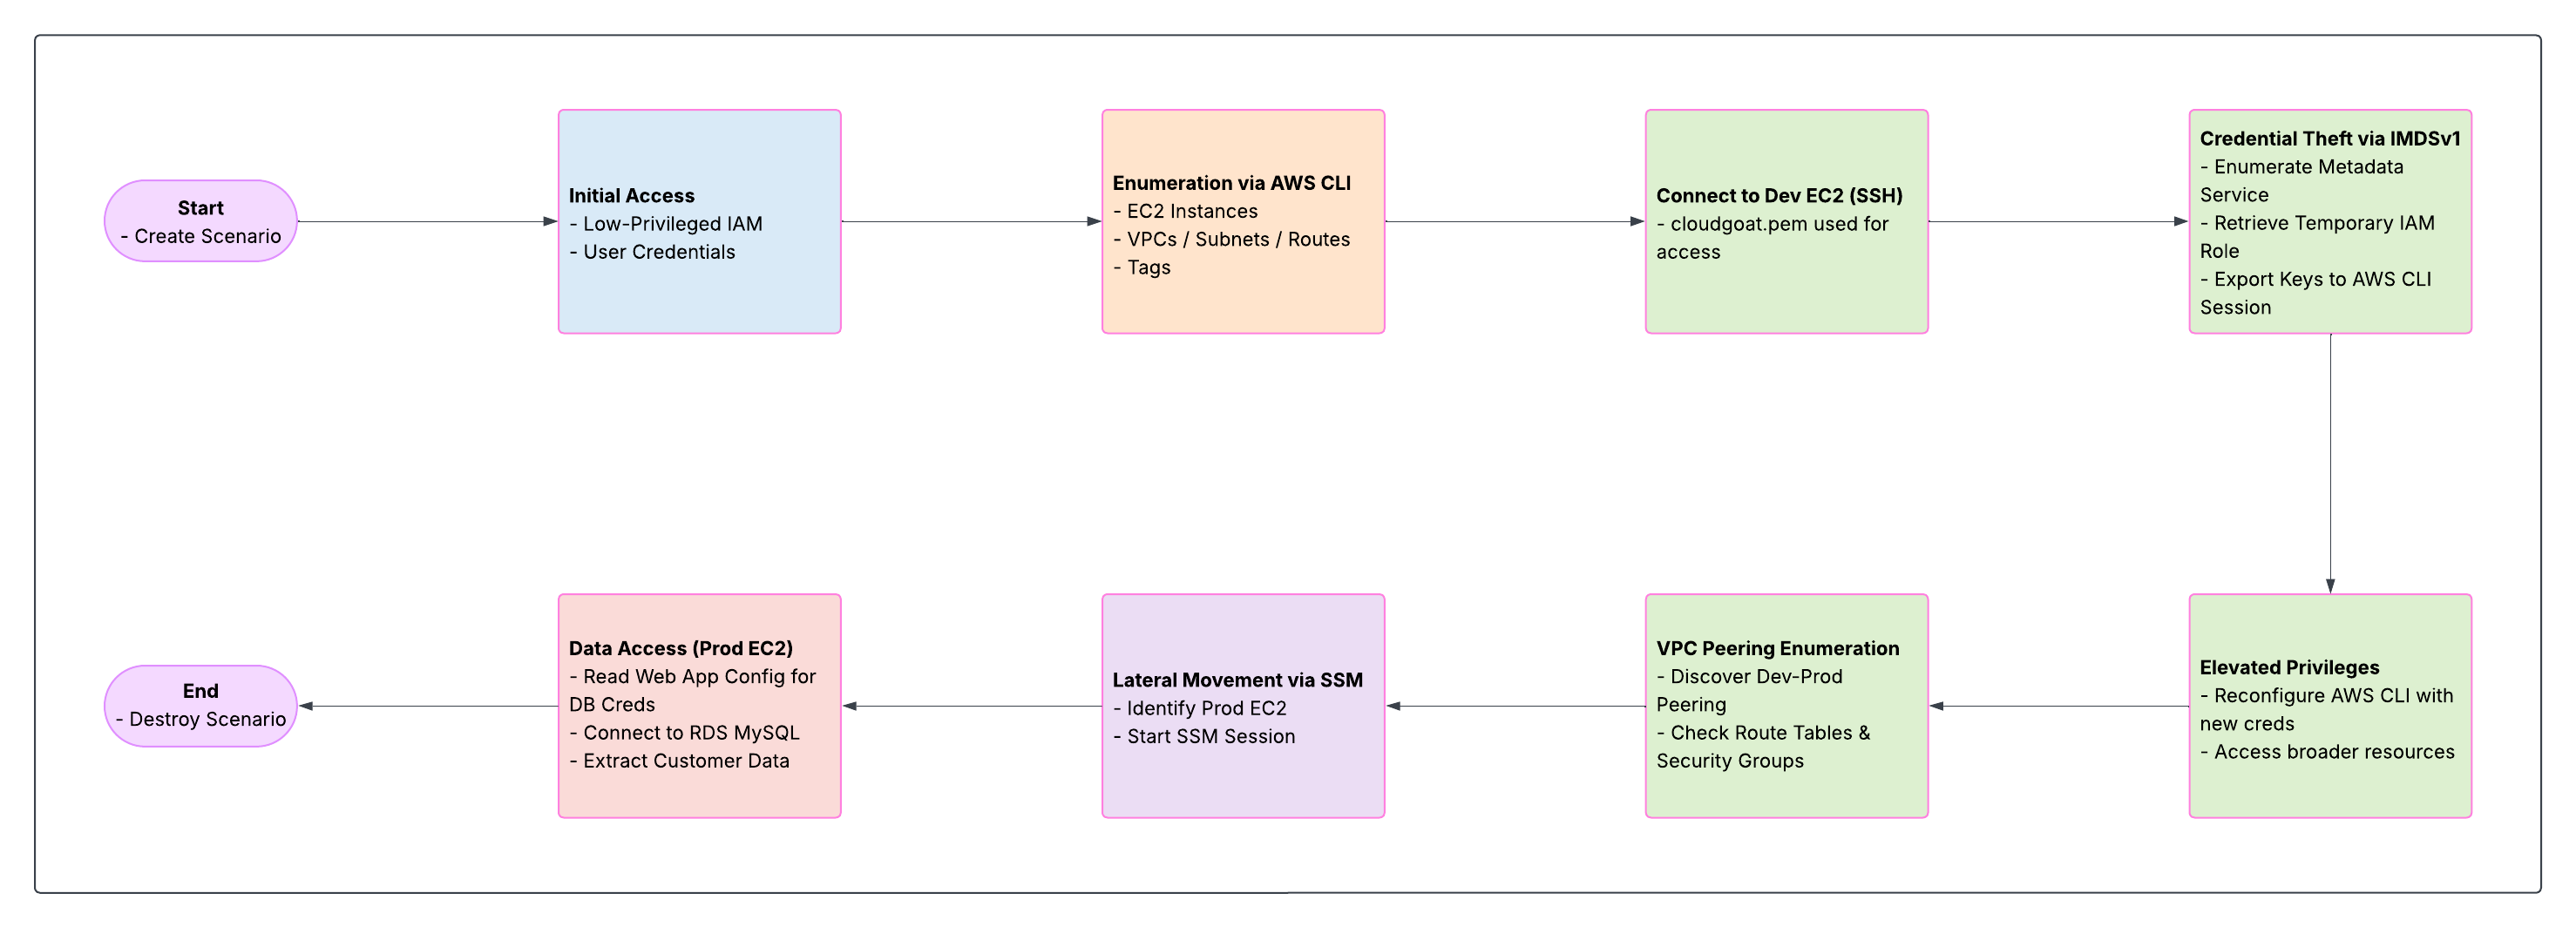 Start
- Create Scenario
Initial Access
- Low-Privileged IAM
- User Credentials
Enumeration via AWS CLI
- EC2 Instances
- VPCs / Subnets / Routes
- Tags
Connect to Dev EC2 (SSH)
- cloudgoat.pem used for
access
Credential Theft via IMDSv1
- Enumerate Metadata
Service
- Retrieve Temporary IAM
Role
- Export Keys to AWS CLI
Session
Elevated Privileges
- Reconfigure AWS CLI with
new creds
- Access broader resources
VPC Peering Enumeration
- Discover Dev-Prod
Peering
- Check Route Tables &
Security Groups
Lateral Movement via SSM
- Identify Prod EC2
- Start SSM Session
Data Access (Prod EC2)
- Read Web App Config for
DB Creds
- Connect to RDS MySQL
- Extract Customer Data
End
- Destroy Scenario